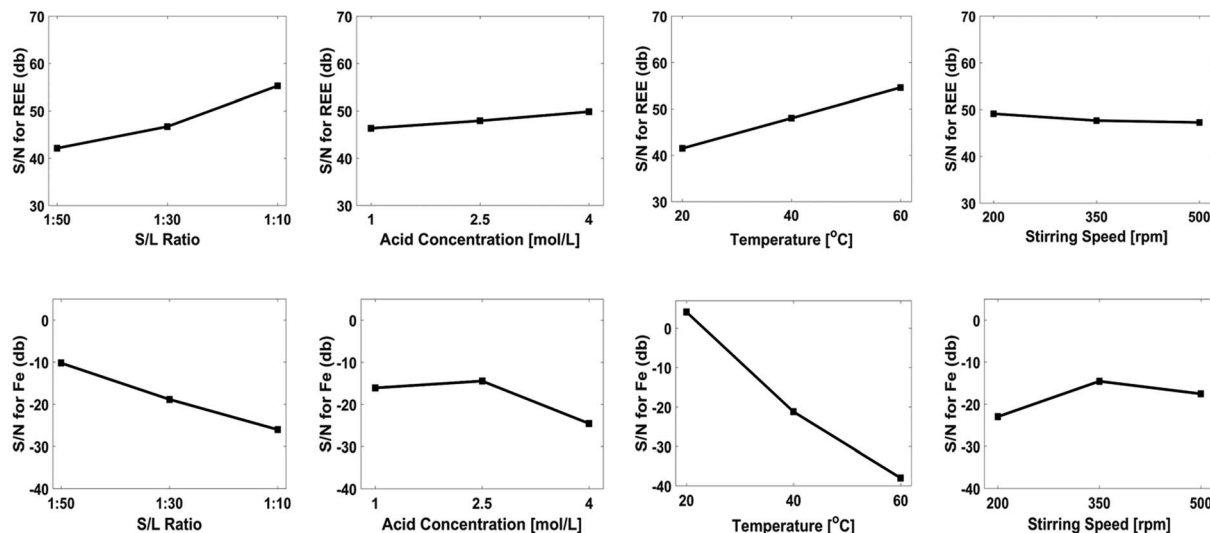 S/N for REE (db)
70
60
50
40
30
1:50 1:30 1:10
S/L Ratio
S/N for REE (db)
70
60
50
40
30
1 2.5 4
Acid Concentration [mol/L]
S/N for REE (db)
70
60
50
40
30
20 40 60
Temperature [°C]
S/N for REE (db)
70
60
50
40
30
200 350 500
Stirring Speed [rpm]
S/N for Fe (db)
0
-10
-20
-30
-40
1:50 1:30 1:10
S/L Ratio
S/N for Fe (db)
0
-10
-20
-30
-40
1 2.5 4
Acid Concentration [mol/L]
S/N for Fe (db)
0
-10
-20
-30
-40
20 40 60
Temperature [°C]
S/N for Fe (db)
0
-10
-20
-30
-40
200 350 500
Stirring Speed [rpm]